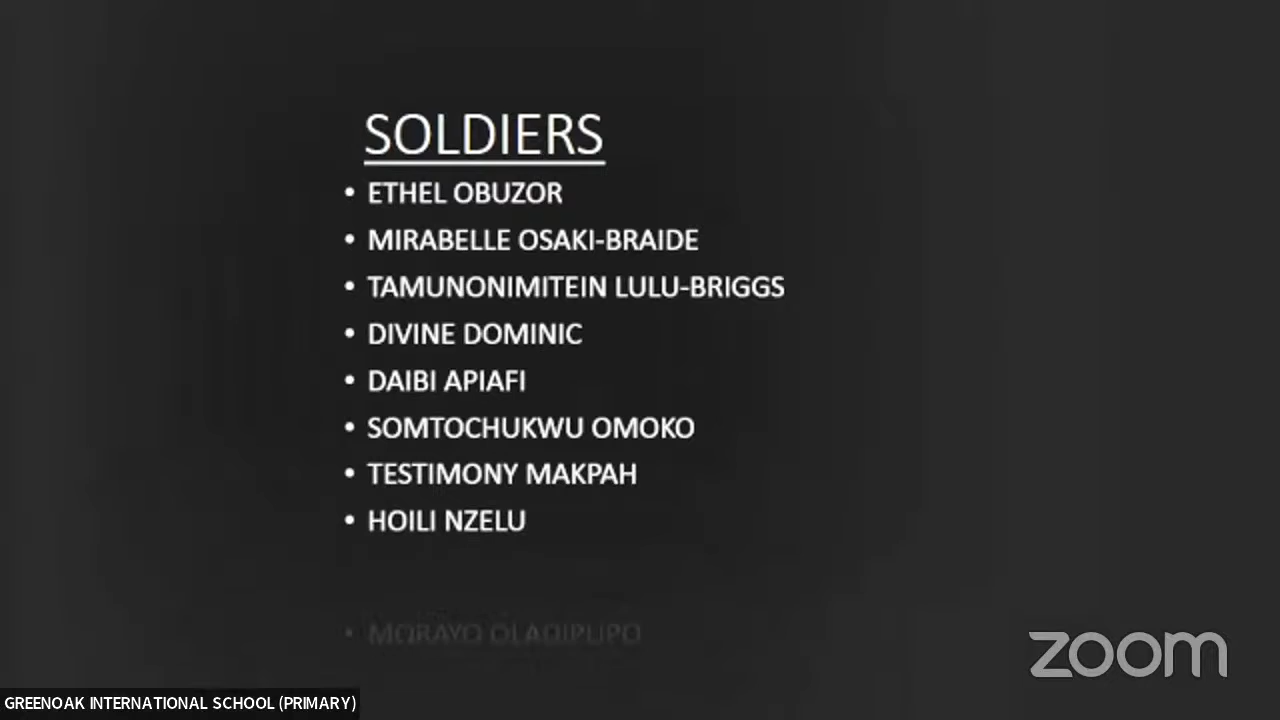 SOLDIERS
• ETHEL OBUZOR
• MIRABELLE OSAKI-BRAIDE
• TAMUNONIMITEIN LULU-BRIGGS
• DIVINE DOMINIC
• DAIBI APIAFI
• SOMTOCHUKWU OMOKO
• TESTIMONY MAKPAH
• HOILI NZELU
• MORAYO
zoom
GREENOAK INTERNATIONAL SCHOOL (PRIMARY)